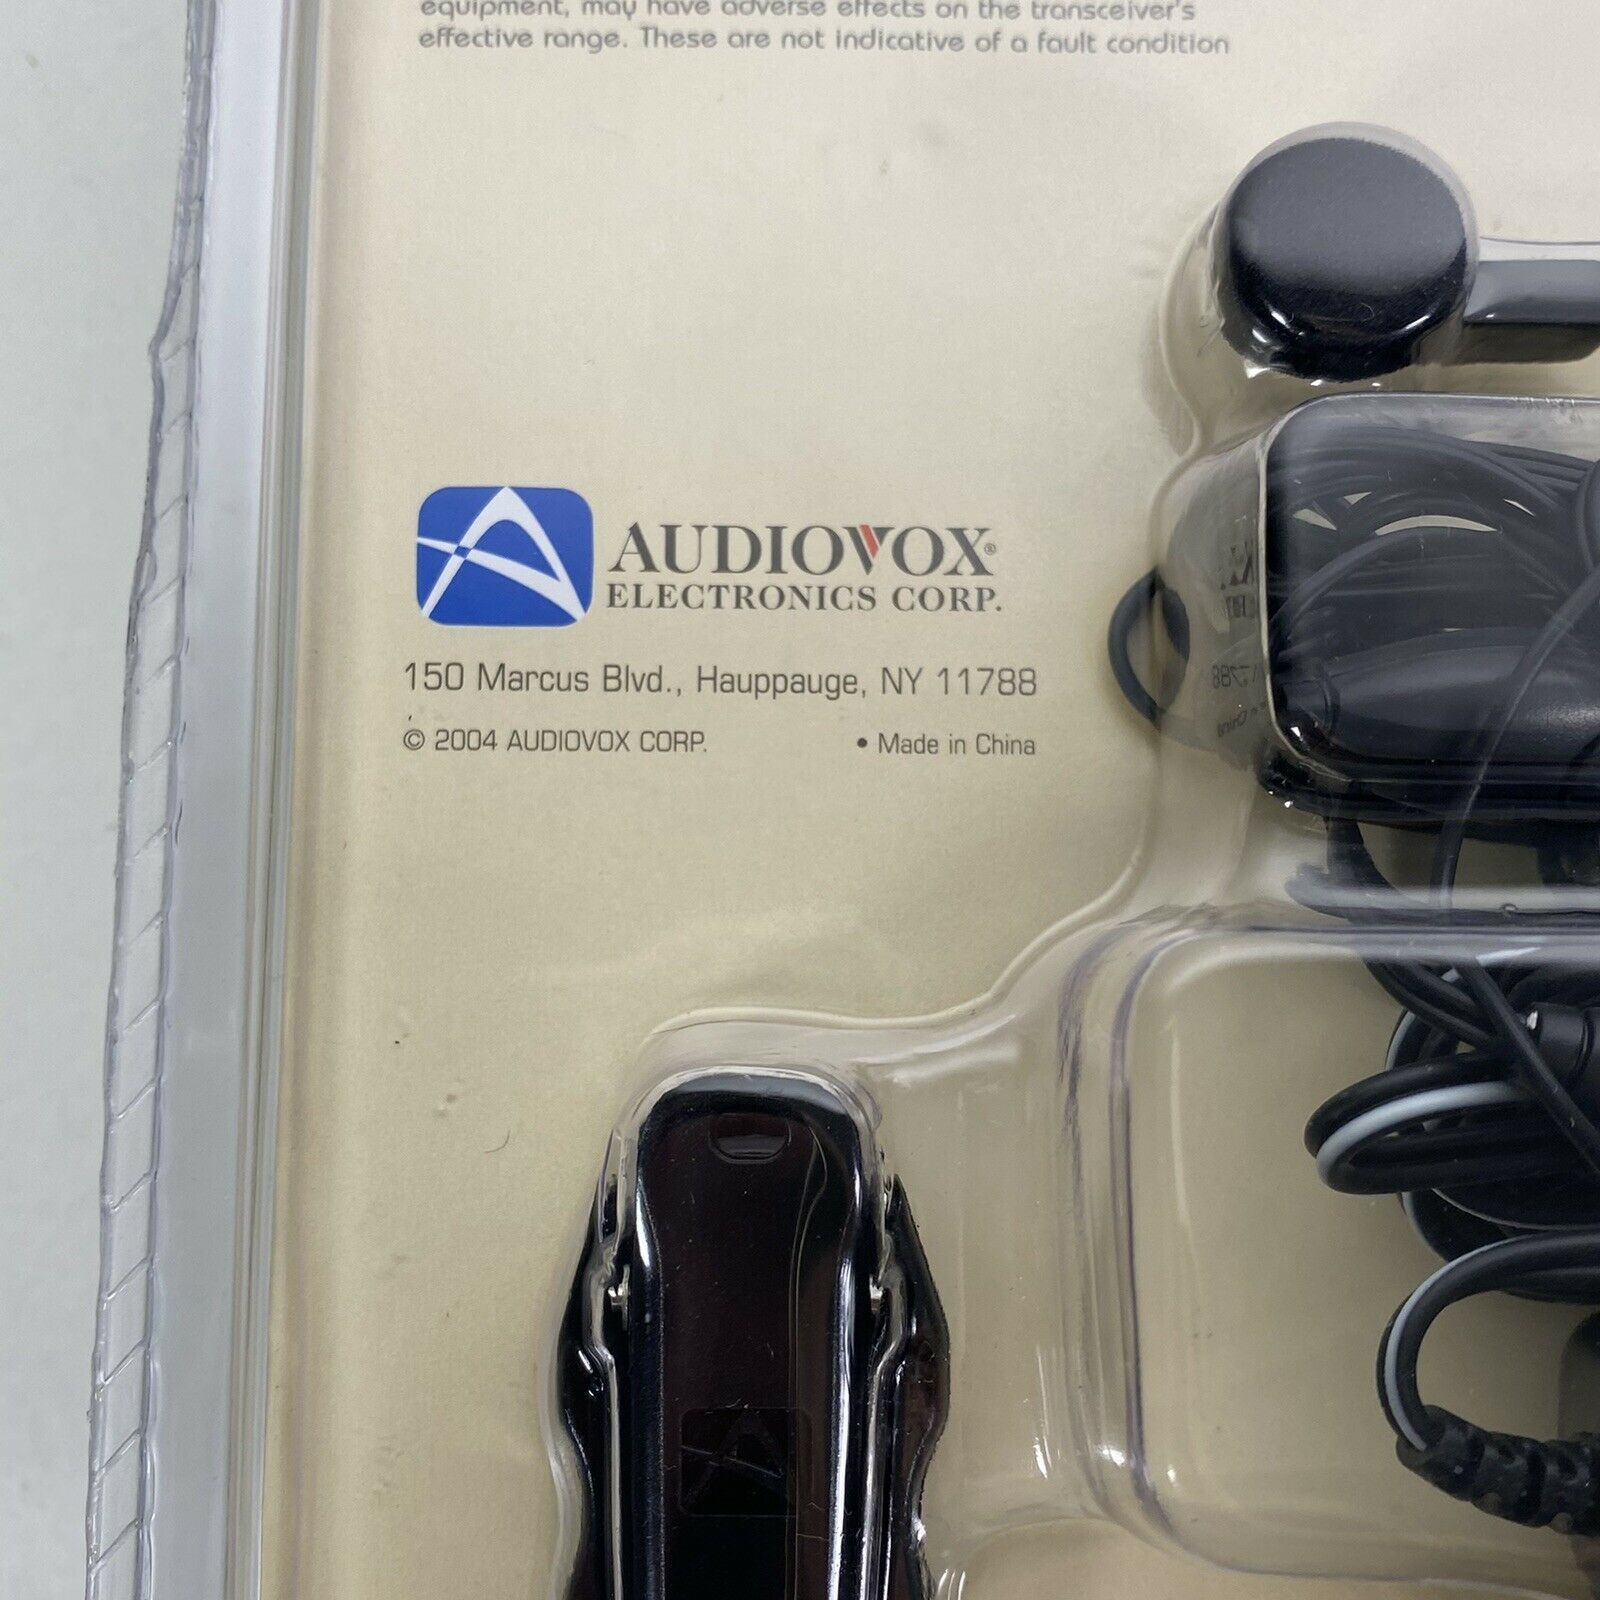 equipment, may have adverse effects on the transceiver's
effective range. These are not indicative of a fault condition
AUDIOVOX®
ELECTRONICS CORP.
150 Marcus Blvd., Hauppauge, NY 11788
© 2004 AUDIOVOX CORP. • Made in China